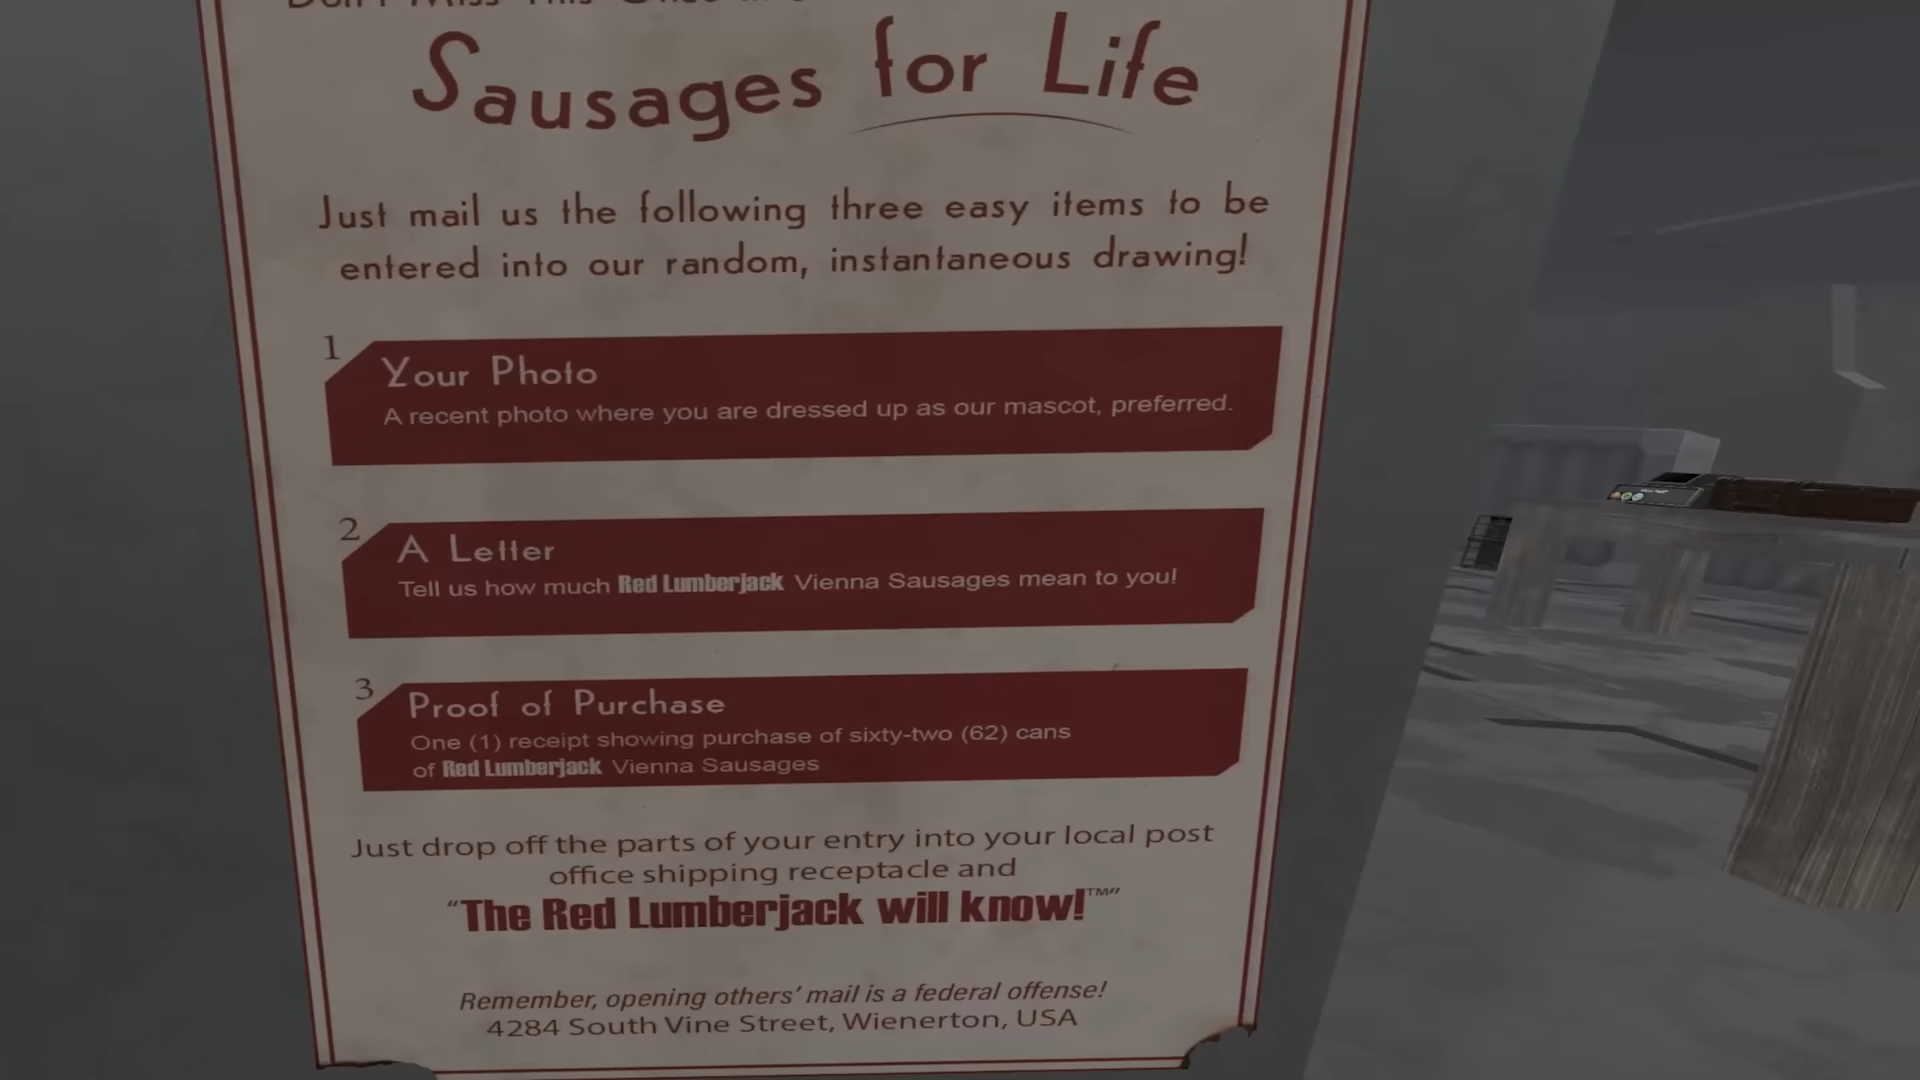 Sausages for Life
Just mail us the following three easy items to be
entered into our random, instantaneous drawing!
1
Your Photo
A recent photo where you are dressed up as our mascot, preferred.
2
A Letter
Tell us how much Red Lumberjack Vienna Sausages mean to you!
3
Proof of Purchase
One (1) receipt showing purchase of sixty-two (62) cans
of Red Lumberjack Vienna Sausages
Just drop off the parts of your entry into your local post
office shipping receptacle and
“The Red Lumberjack will know!™”
Remember, opening others’ mail is a federal offense!
4284 South Vine Street, Wienerton, USA